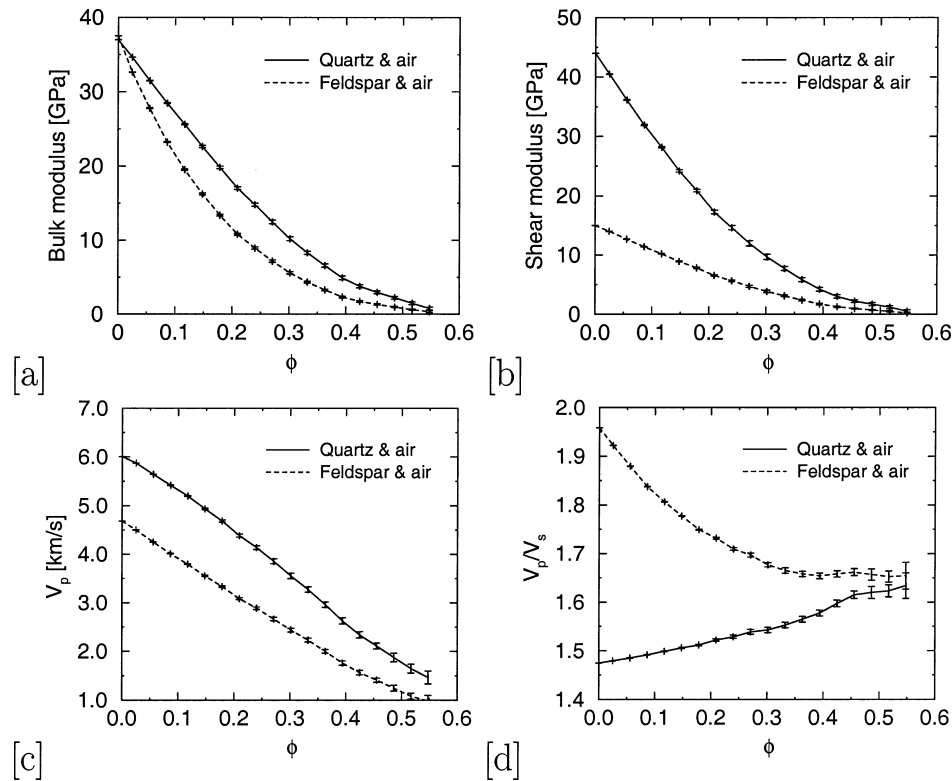 40
30
20
10
0
Bulk modulus [GPa]
Quartz & air
Feldspar & air
0 0.1 0.2 0.3 0.4 0.5 0.6
ϕ
[a]
50
40
30
20
10
0
Shear modulus [GPa]
Quartz & air
Feldspar & air
0 0.1 0.2 0.3 0.4 0.5 0.6
ϕ
[b]
7.0
6.0
5.0
4.0
3.0
2.0
1.0
Vp [km/s]
Quartz & air
Feldspar & air
0.0 0.1 0.2 0.3 0.4 0.5 0.6
ϕ
[c]
2.0
1.9
1.8
1.7
1.6
1.5
1.4
Vp/Vs
Quartz & air
Feldspar & air
0.0 0.1 0.2 0.3 0.4 0.5 0.6
ϕ
[d]